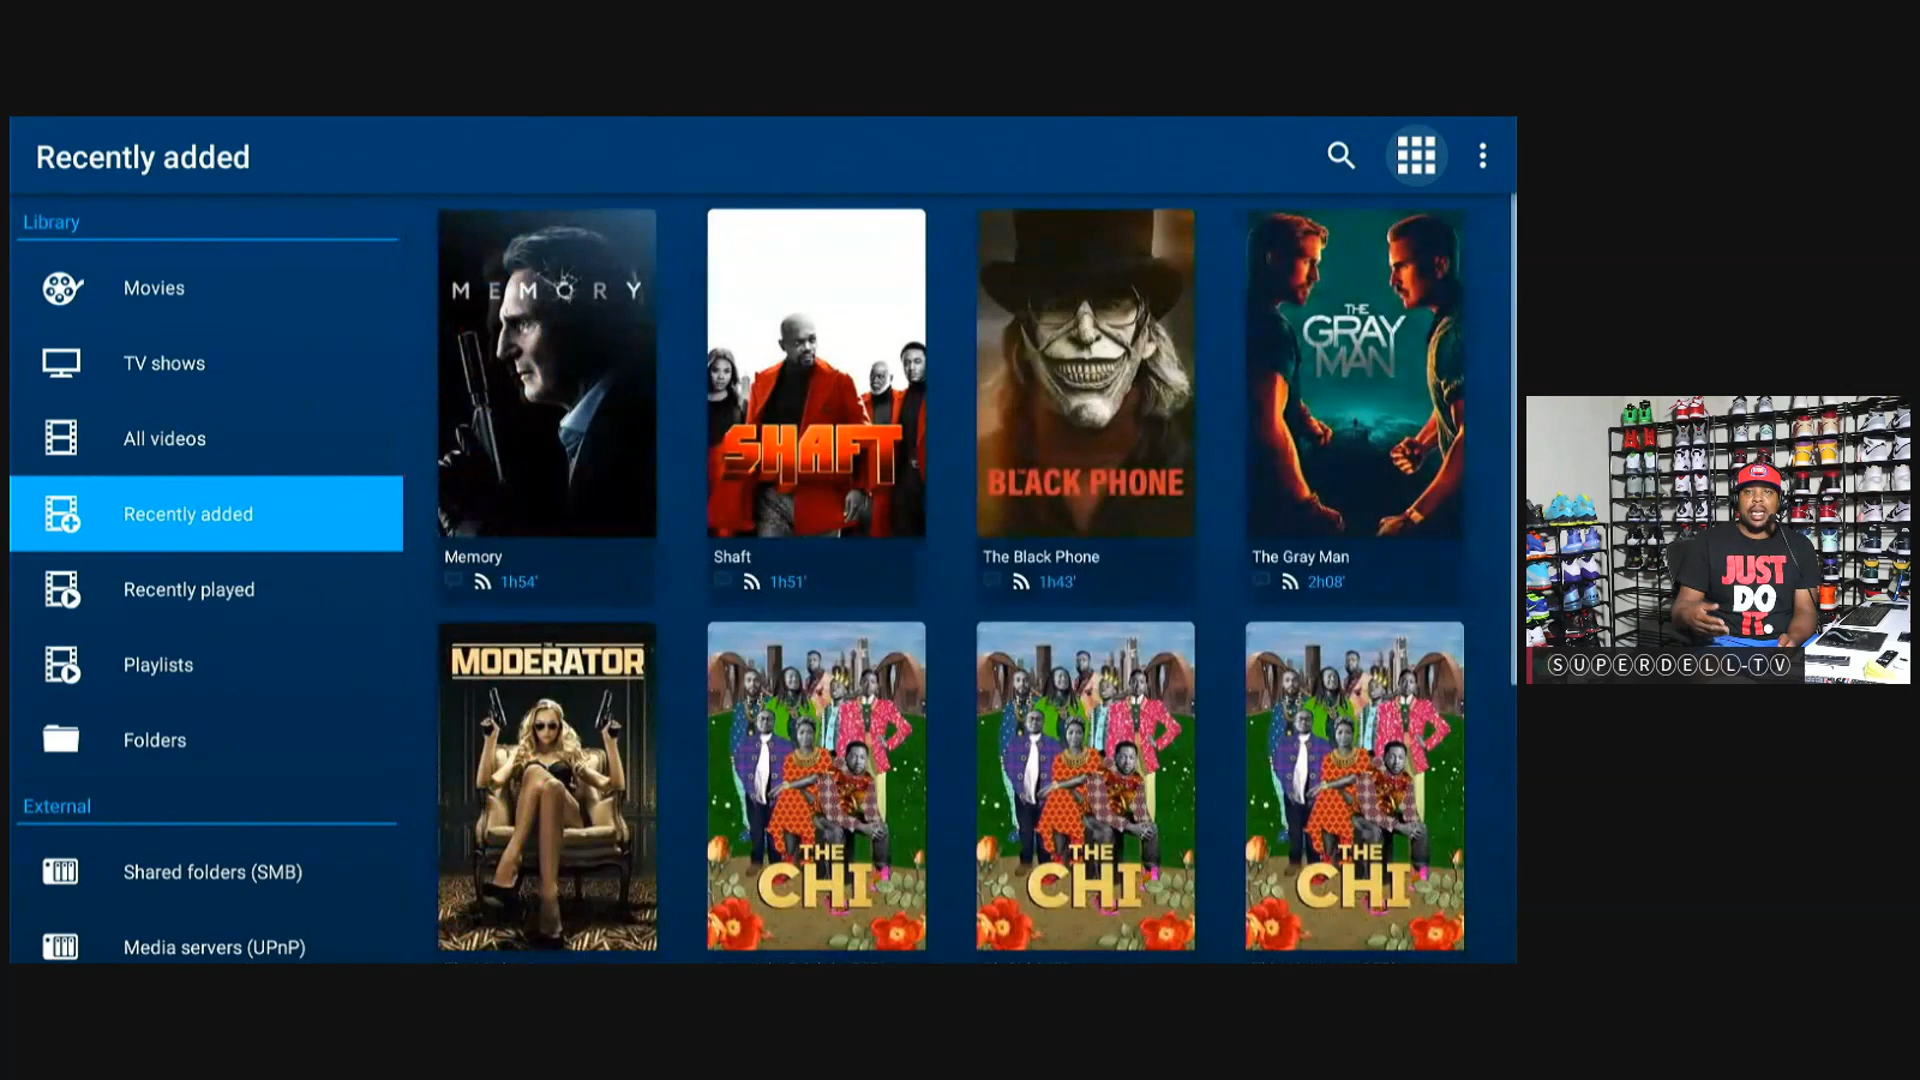 Recently added
Library
Movies
TV shows
All videos
Recently added
Recently played
Playlists
Folders
External
Shared folders (SMB)
Media servers (UPnP)
MEMORY
SHAFT
BLACK PHONE
THE
GRAY
MAN
Memory
1h54'
Shaft
1h51'
The Black Phone
1h43'
The Gray Man
2h08'
MODERATOR
THE
CHI
THE
CHI
THE
CHI
JUST
DO
IT.
SUPERDELL-TV